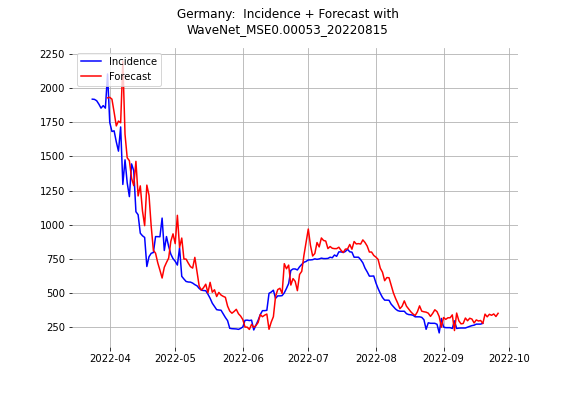 Germany:  Incidence + Forecast with
WaveNet_MSE0.00053_20220815
Incidence
Forecast
2250
2000
1750
1500
1250
1000
750
500
250
2022-04 2022-05 2022-06 2022-07 2022-08 2022-09 2022-10